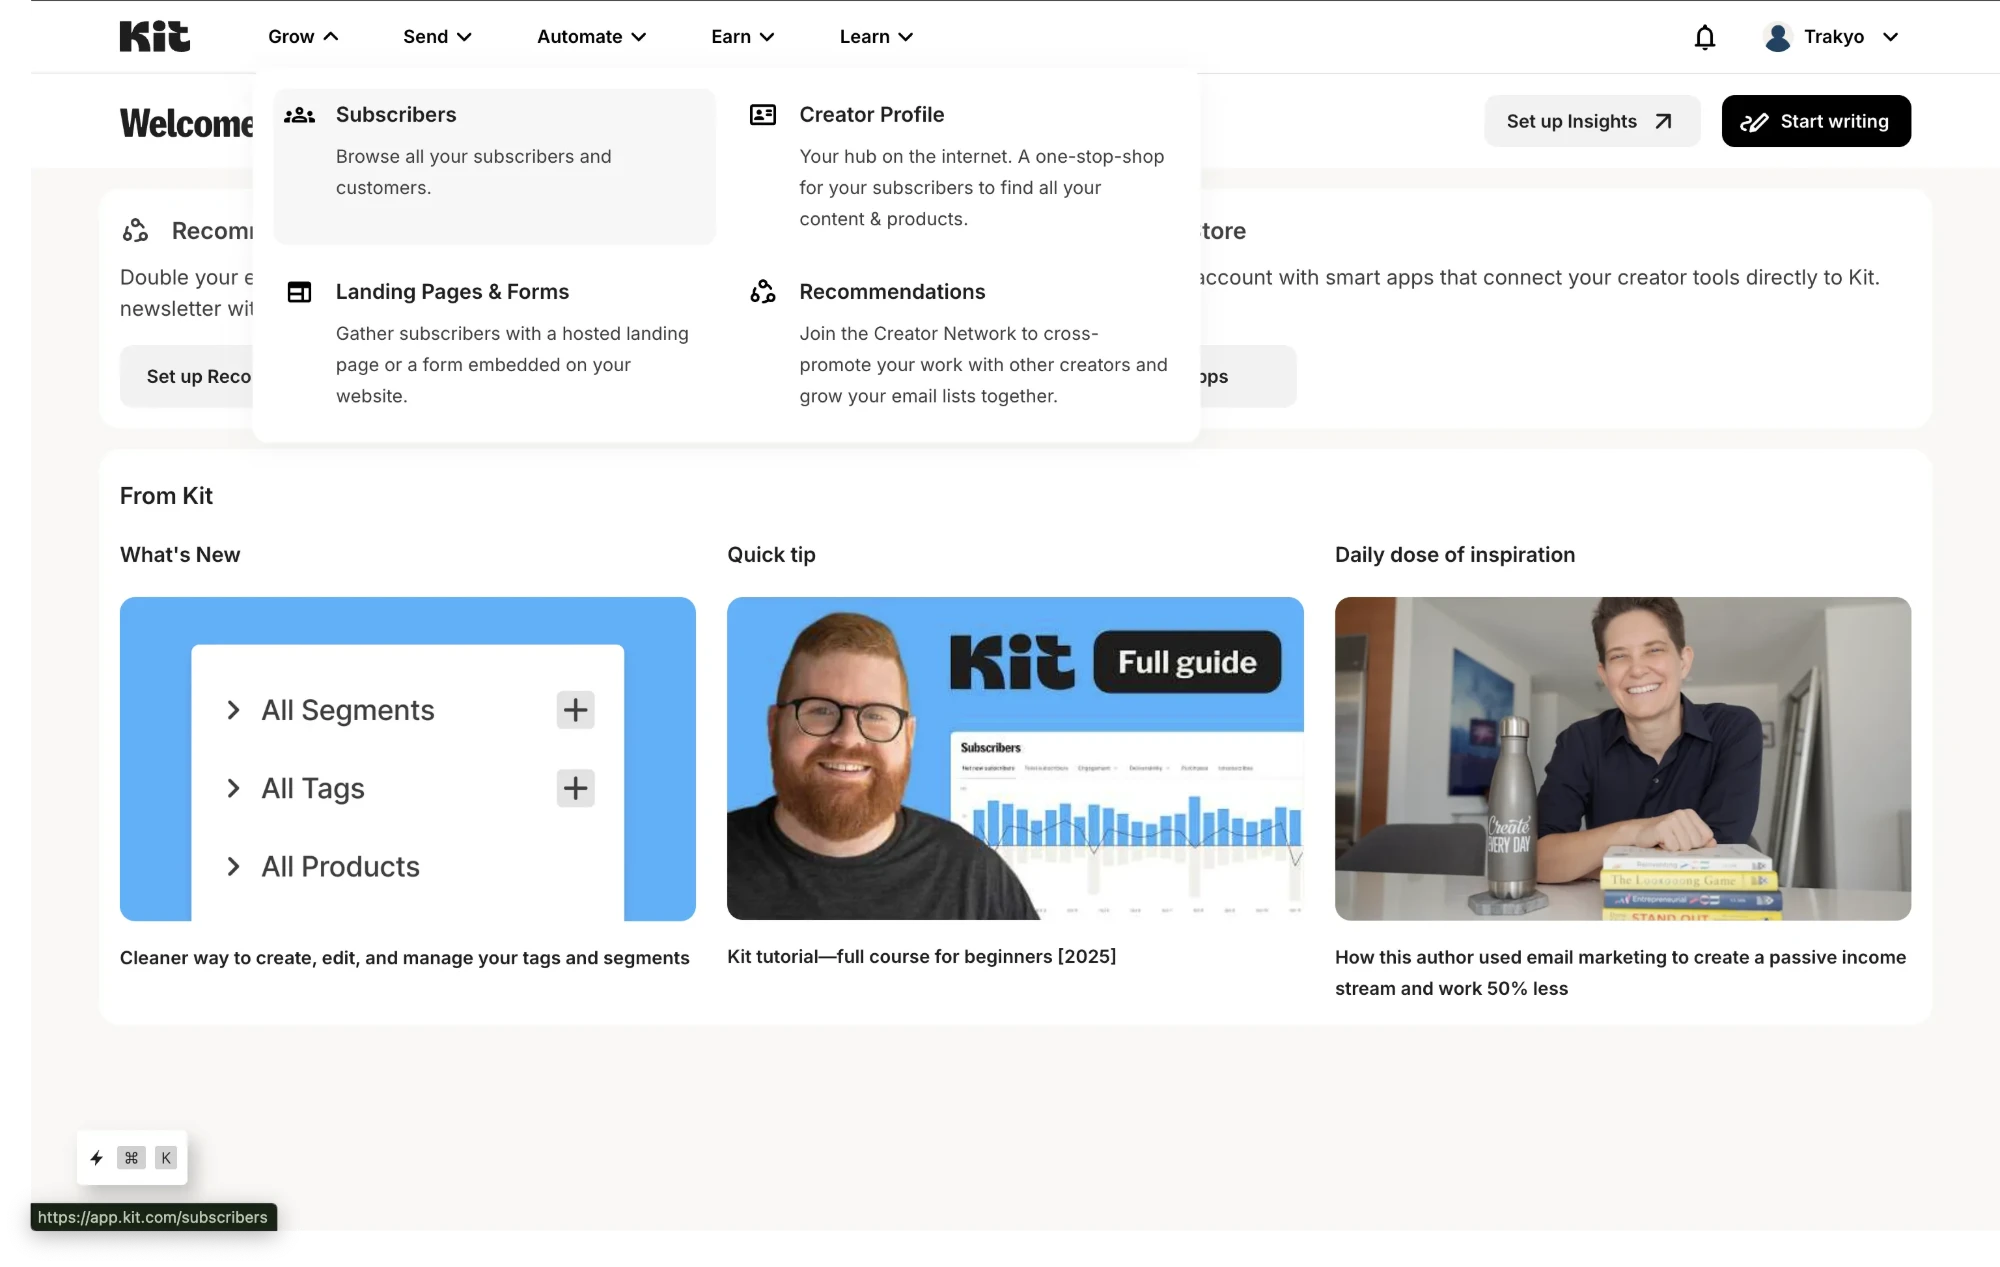 Kit
Grow
Send
Automate
Earn
Learn
Trakyo
Welcome
Set up Insights
Start writing
Subscribers
Browse all your subscribers and
customers.
Creator Profile
Your hub on the internet. A one-stop-shop
for your subscribers to find all your
content & products.
Landing Pages & Forms
Gather subscribers with a hosted landing
page or a form embedded on your
website.
Recommendations
Join the Creator Network to cross-
promote your work with other creators and
grow your email lists together.
Recom
Double your e
newsletter wit
Set up Reco
tore
account with smart apps that connect your creator tools directly to Kit.
pps
From Kit
What's New
All Segments
All Tags
All Products
Cleaner way to create, edit, and manage your tags and segments
Quick tip
Kit
Full guide
Subscribers
Kit tutorial—full course for beginners [2025]
Daily dose of inspiration
Create
EVERY DAY
The Long Game
Entrepreneurial
STAND OUT
How this author used email marketing to create a passive income
stream and work 50% less
⌘ K
https://app.kit.com/subscribers